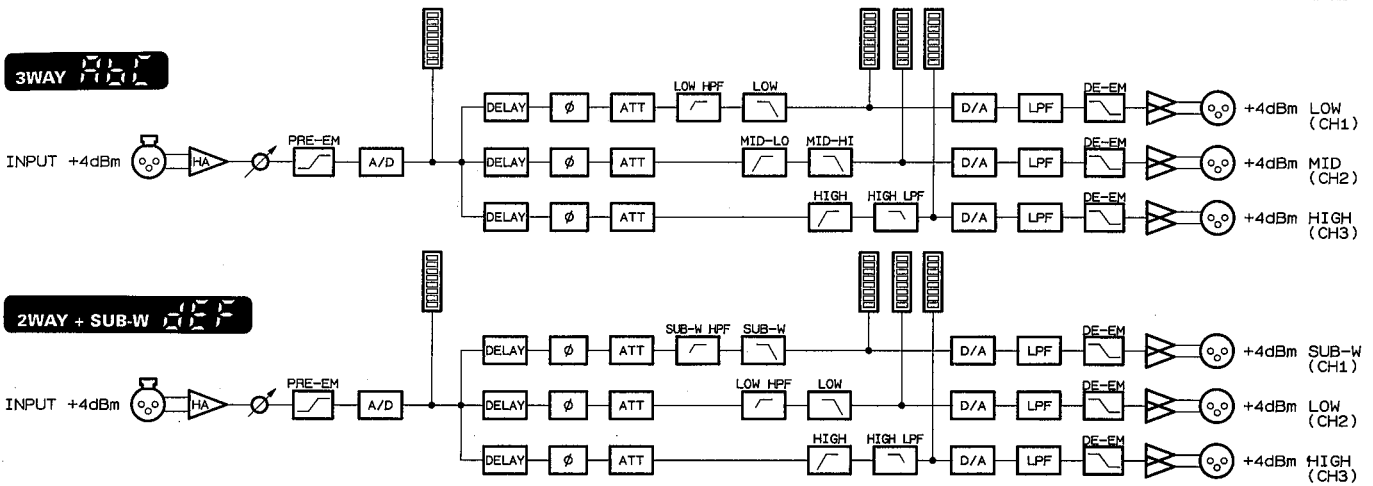 3WAY AbC
INPUT +4dBm HA PRE-EM A/D
DELAY ø ATT LOW HPF LOW D/A LPF DE-EM +4dBm LOW (CH1)
DELAY ø ATT MID-LO MID-HI D/A LPF DE-EM +4dBm MID (CH2)
DELAY ø ATT HIGH HIGH LPF D/A LPF DE-EM +4dBm HIGH (CH3)
2WAY + SUB-W dEF
INPUT +4dBm HA PRE-EM A/D
DELAY ø ATT SUB-W HPF SUB-W D/A LPF DE-EM +4dBm SUB-W (CH1)
DELAY ø ATT LOW HPF LOW D/A LPF DE-EM +4dBm LOW (CH2)
DELAY ø ATT HIGH HIGH LPF D/A LPF DE-EM +4dBm HIGH (CH3)